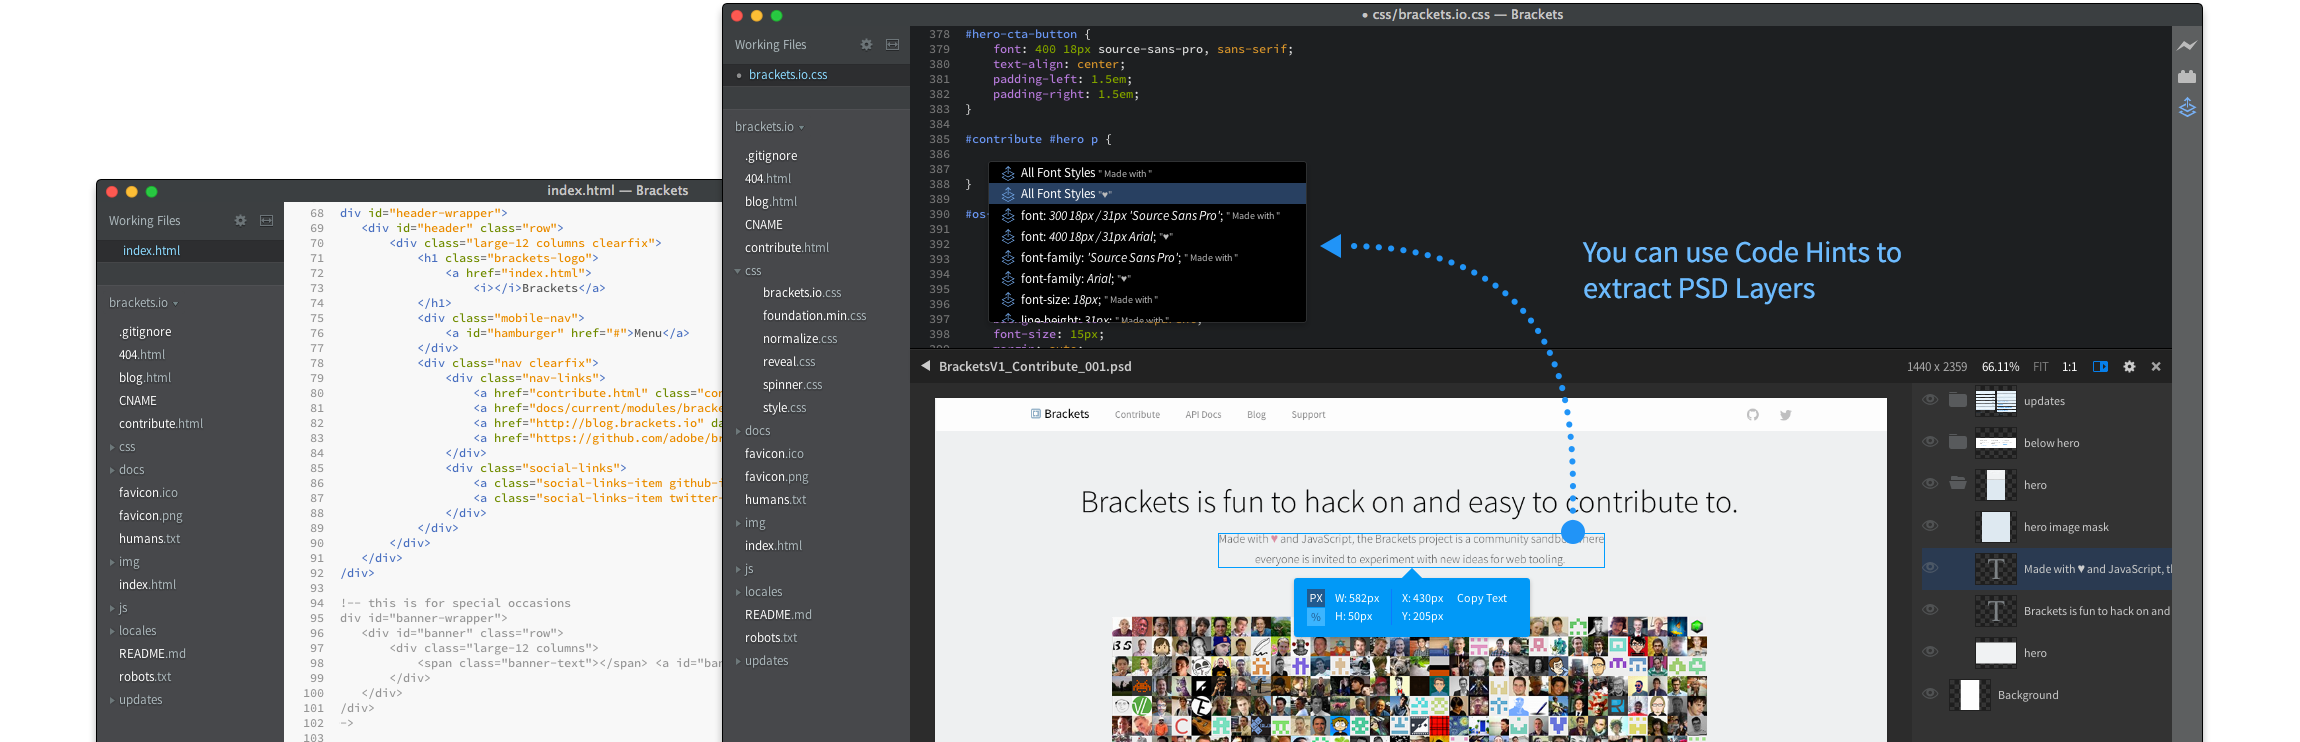 index.html — Brackets
Working Files
index.html
brackets.io
.gitignore
404.html
blog.html
CNAME
contribute.html
css
docs
favicon.ico
favicon.png
humans.txt
img
index.html
js
locales
README.md
robots.txt
updates
68 div id="header-wrapper">
69 <div id="header" class="row">
70 <div class="large-12 columns clearfix">
71 <h1 class="brackets-logo">
72 <a href="index.html">
73 <i></i>Brackets</a>
74 </h1>
75 <div class="mobile-nav">
76 <a id="hamburger" href="#">Menu</a>
77 </div>
78 <div class="nav clearfix">
79 <div class="nav-links">
80 <a href="contribute.html" class="cor
81 <a href="docs/current/modules/bracke
82 <a href="http://blog.brackets.io" da
83 <a href="https://github.com/adobe/br
84 </div>
85 <div class="social-links">
86 <a class="social-links-item github-
87 <a class="social-links-item twitter-
88 </div>
89 </div>
90 </div>
91 </div>
92 /div>
93
94 !-- this is for special occasions
95 div id="banner-wrapper">
96 <div id="banner" class="row">
97 <div class="large-12 columns">
98 <span class="banner-text"></span> <a id="bar
99 </div>
100 </div>
101 /div>
102 ->
103
• css/brackets.io.css — Brackets
Working Files
• brackets.io.css
brackets.io
.gitignore
404.html
blog.html
CNAME
contribute.html
css
brackets.io.css
foundation.min.css
normalize.css
reveal.css
spinner.css
style.css
docs
favicon.ico
favicon.png
humans.txt
img
index.html
js
locales
README.md
robots.txt
updates
378 #hero-cta-button {
379 font: 400 18px source-sans-pro, sans-serif;
380 text-align: center;
381 padding-left: 1.5em;
382 padding-right: 1.5em;
383 }
384
385 #contribute #hero p {
386
387
388 }
389
390 #os-
391
392
393
394
395
396
397
398 font-size: 15px;
All Font Styles " Made with "
All Font Styles "♥"
font: 300 18px / 31px 'Source Sans Pro'; " Made with "
font: 400 18px / 31px Arial; "♥"
font-family: 'Source Sans Pro'; " Made with "
font-family: Arial; "♥"
font-size: 18px; " Made with "
line-height: 31px; " Made with "
You can use Code Hints to
extract PSD Layers
BracketsV1_Contribute_001.psd
1440 x 2359 66.11% FIT 1:1
Brackets Contribute API Docs Blog Support
Brackets is fun to hack on and easy to contribute to.
Made with ♥ and JavaScript, the Brackets project is a community sandbo here
everyone is invited to experiment with new ideas for web tooling.
PX W: 582px X: 430px Copy Text
% H: 50px Y: 205px
updates
below hero
hero
hero image mask
Made with ♥ and JavaScript, tl
Brackets is fun to hack on and
hero
Background